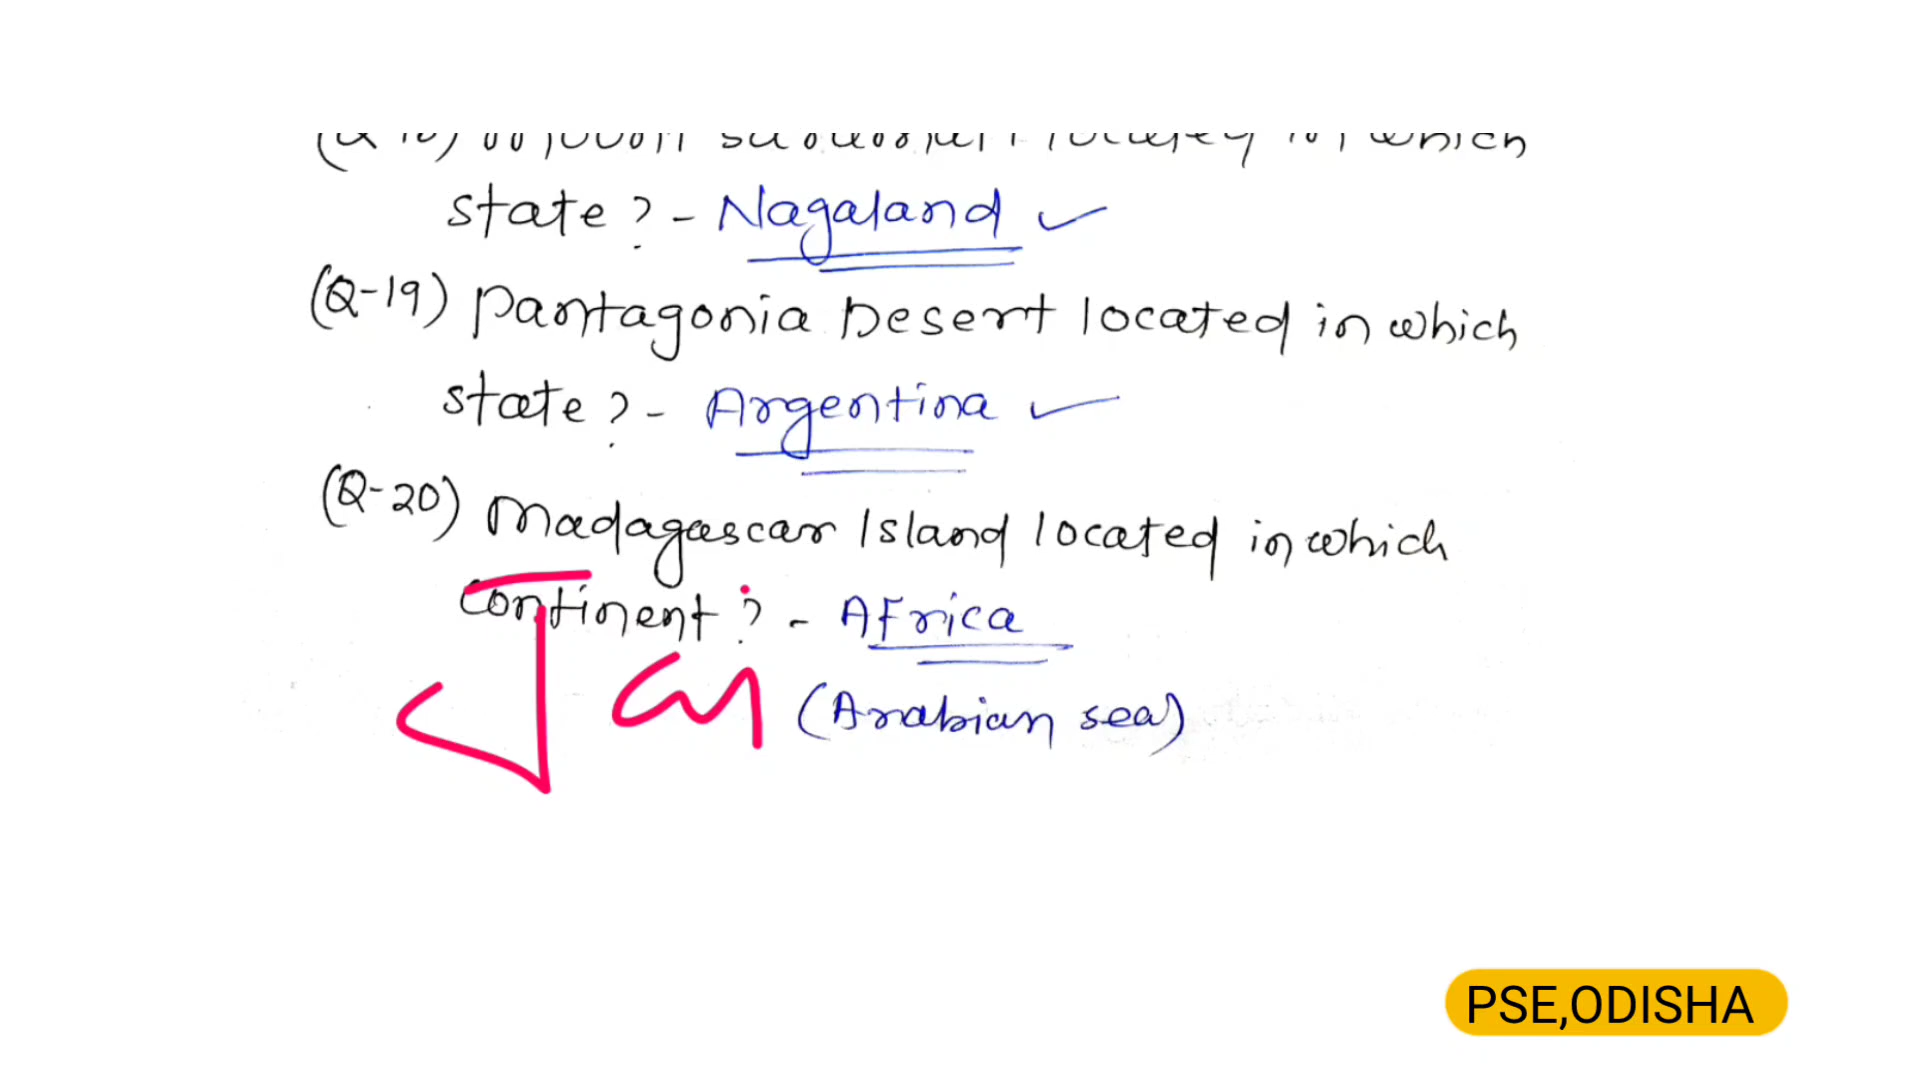 which
state ? - Nagaland
(Q-19) Pantagonia Desert located in which
state ? - Argentina
(Q-20) Madagascar Island located in which
continent ? - Africa
(Arabian sea)
PSE,ODISHA